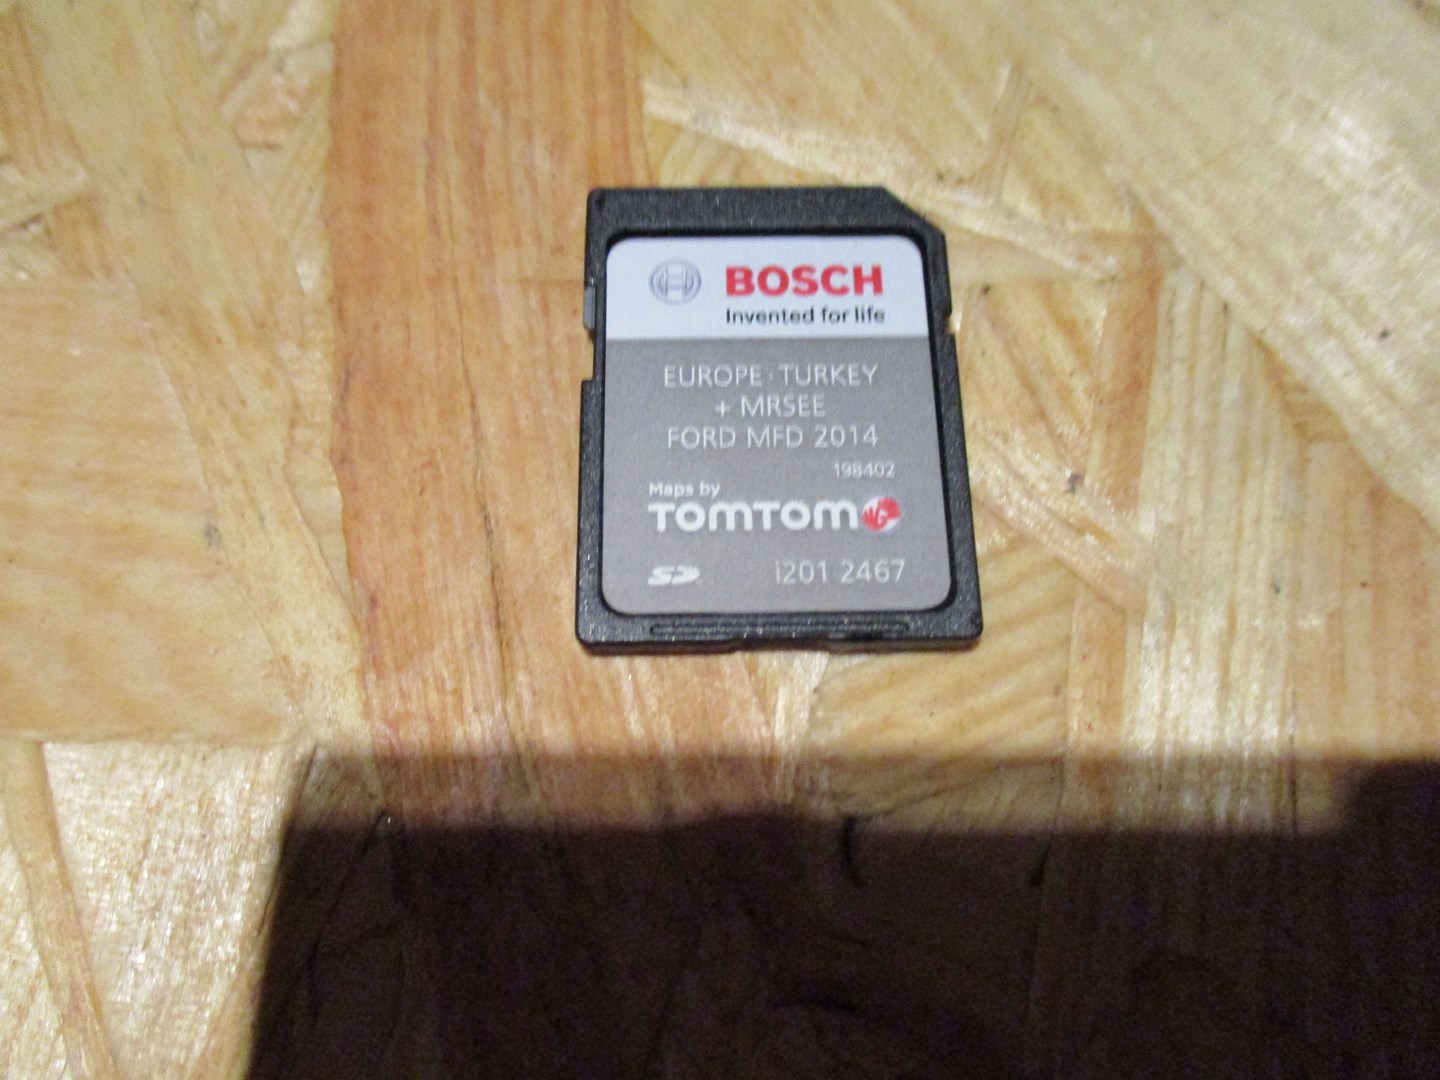 BOSCH
Invented for life
EUROPE · TURKEY
+ MRSEE
FORD MFD 2014
198402
Maps by
TOMTOM
SD
i201 2467